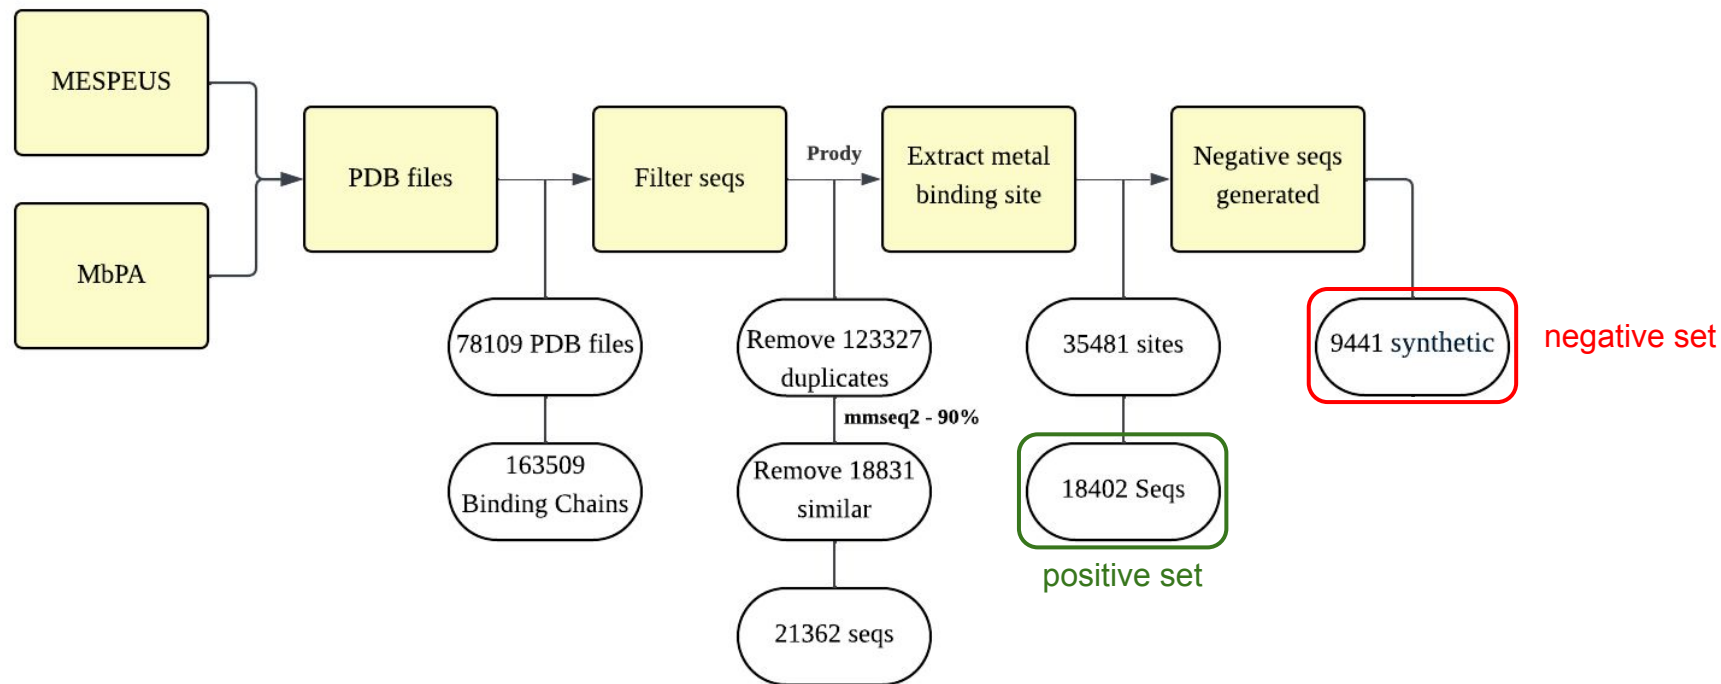 MESPEUS
MbPA
PDB files
Filter seqs
Prody
Extract metal
binding site
Negative seqs
generated
78109 PDB files
163509
Binding Chains
Remove 123327
duplicates
mmseq2 - 90%
Remove 18831
similar
21362 seqs
35481 sites
18402 Seqs
positive set
9441 synthetic
negative set